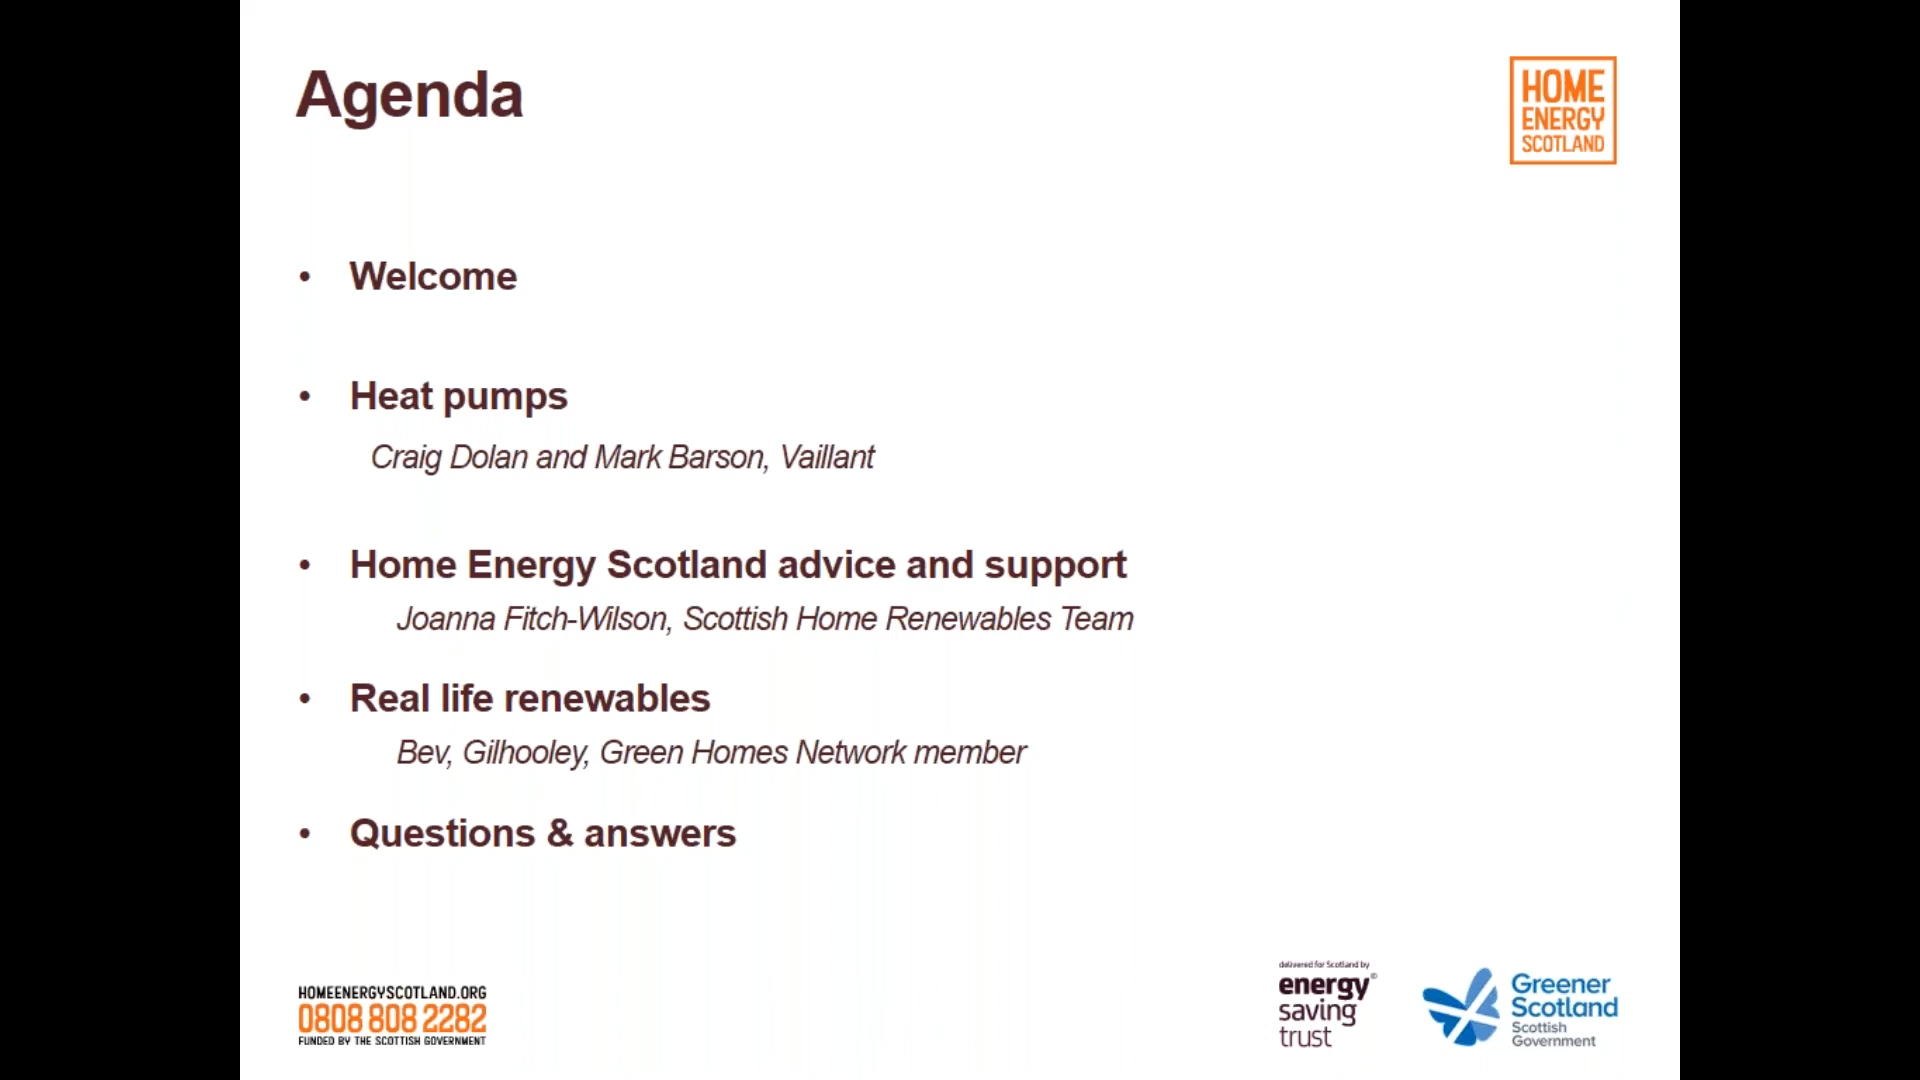 Agenda
HOME
ENERGY
SCOTLAND
• Welcome
• Heat pumps
Craig Dolan and Mark Barson, Vaillant
• Home Energy Scotland advice and support
Joanna Fitch-Wilson, Scottish Home Renewables Team
• Real life renewables
Bev, Gilhooley, Green Homes Network member
• Questions & answers
HOMEENERGYSCOTLAND.ORG
0808 808 2282
FUNDED BY THE SCOTTISH GOVERNMENT
delivered for Scotland by
energy®
saving
trust
Greener
Scotland
Scottish
Government